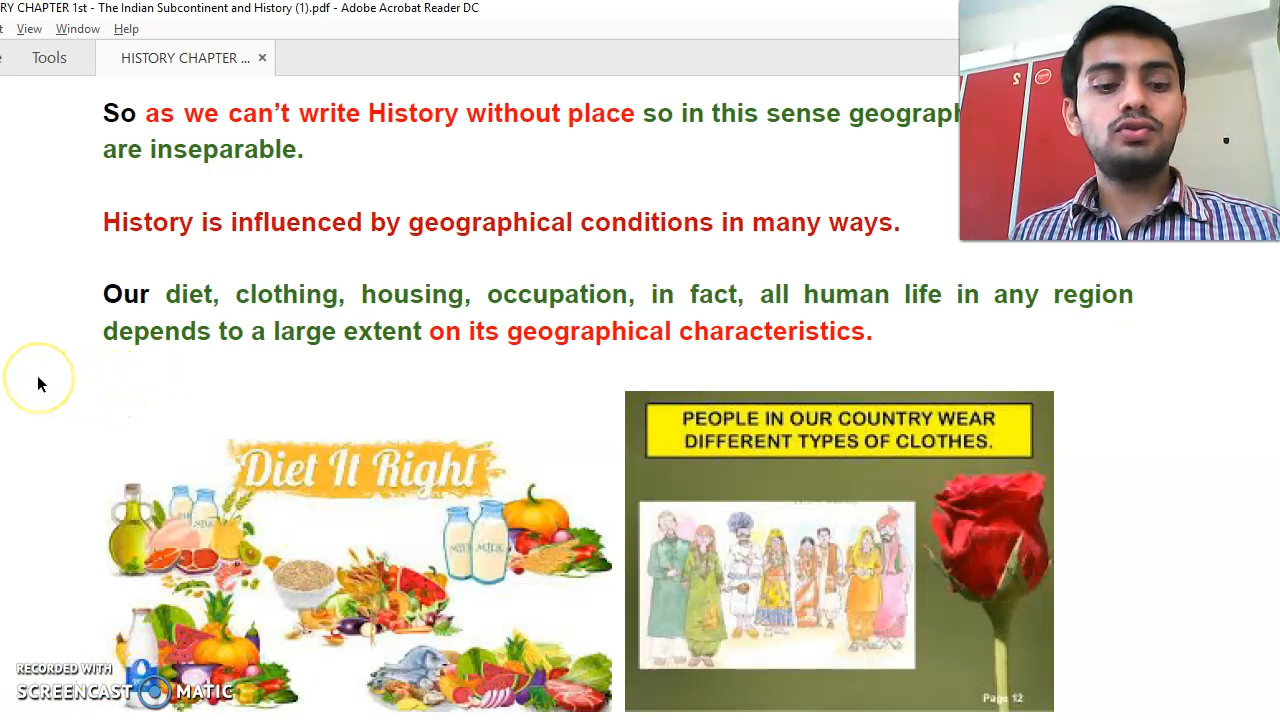 RY CHAPTER 1st - The Indian Subcontinent and History (1).pdf - Adobe Acrobat Reader DC
t View Window Help
e Tools HISTORY CHAPTER ... ×
2
So as we can't write History without place so in this sense geograph
are inseparable.
History is influenced by geographical conditions in many ways.
Our diet, clothing, housing, occupation, in fact, all human life in any region
depends to a large extent on its geographical characteristics.
Diet It Right
MILK
MILK
PEOPLE IN OUR COUNTRY WEAR
DIFFERENT TYPES OF CLOTHES.
Page 12
RECORDED WITH
SCREENCAST MATIC